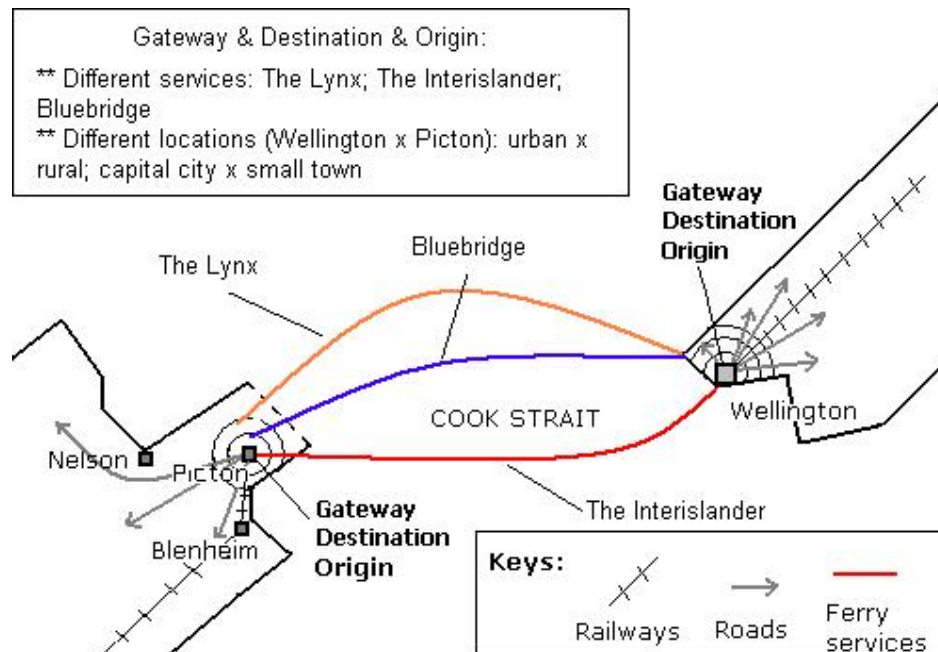 Gateway & Destination & Origin:
** Different services: The Lynx; The Interislander;
Bluebridge
** Different locations (Wellington x Picton): urban x
rural; capital city x small town
Gateway
Destination
Origin
Bluebridge
The Lynx
COOK STRAIT
Wellington
Nelson
Picton
The Interislander
Gateway
Destination
Origin
Blenheim
Keys:
Railways
Roads
Ferry
services